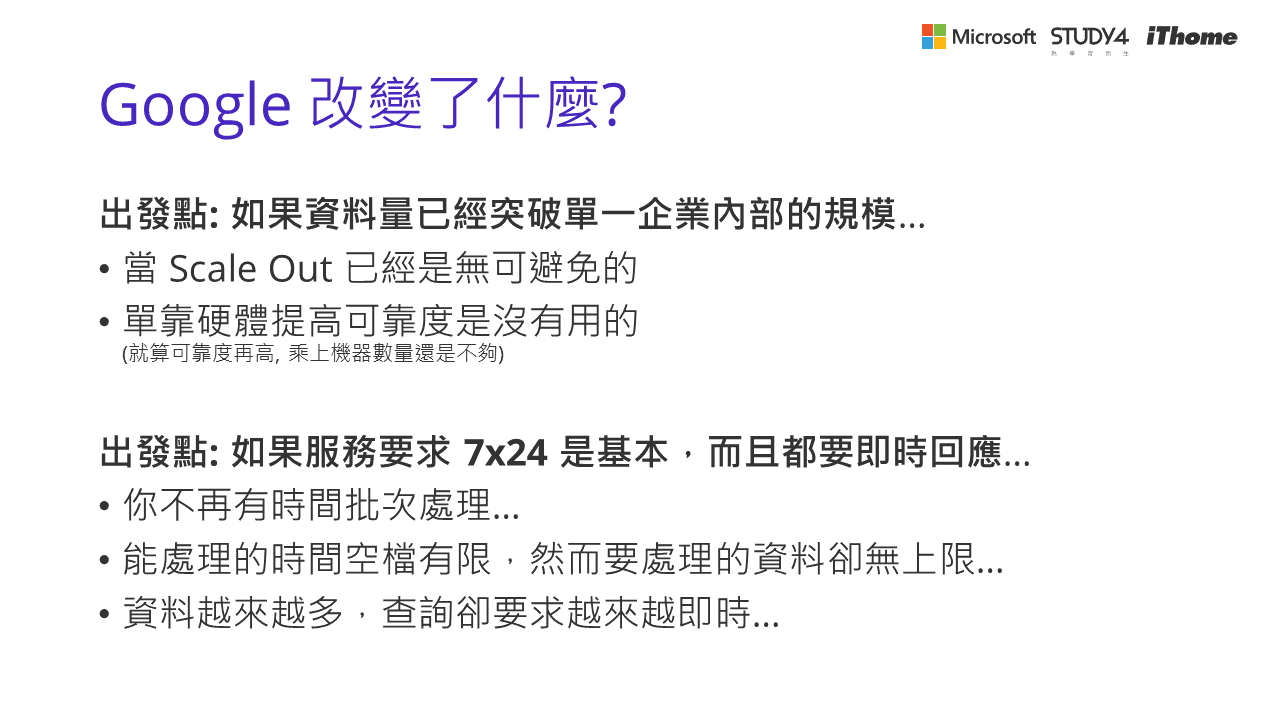 Microsoft STUDY4 iThome
為學習而生
Google 改變了什麼?
出發點: 如果資料量已經突破單一企業內部的規模...
• 當 Scale Out 已經是無可避免的
• 單靠硬體提高可靠度是沒有用的
(就算可靠度再高, 乘上機器數量還是不夠)
出發點: 如果服務要求 7x24 是基本，而且都要即時回應...
• 你不再有時間批次處理...
• 能處理的時間空檔有限，然而要處理的資料卻無上限...
• 資料越來越多，查詢卻要求越來越即時...